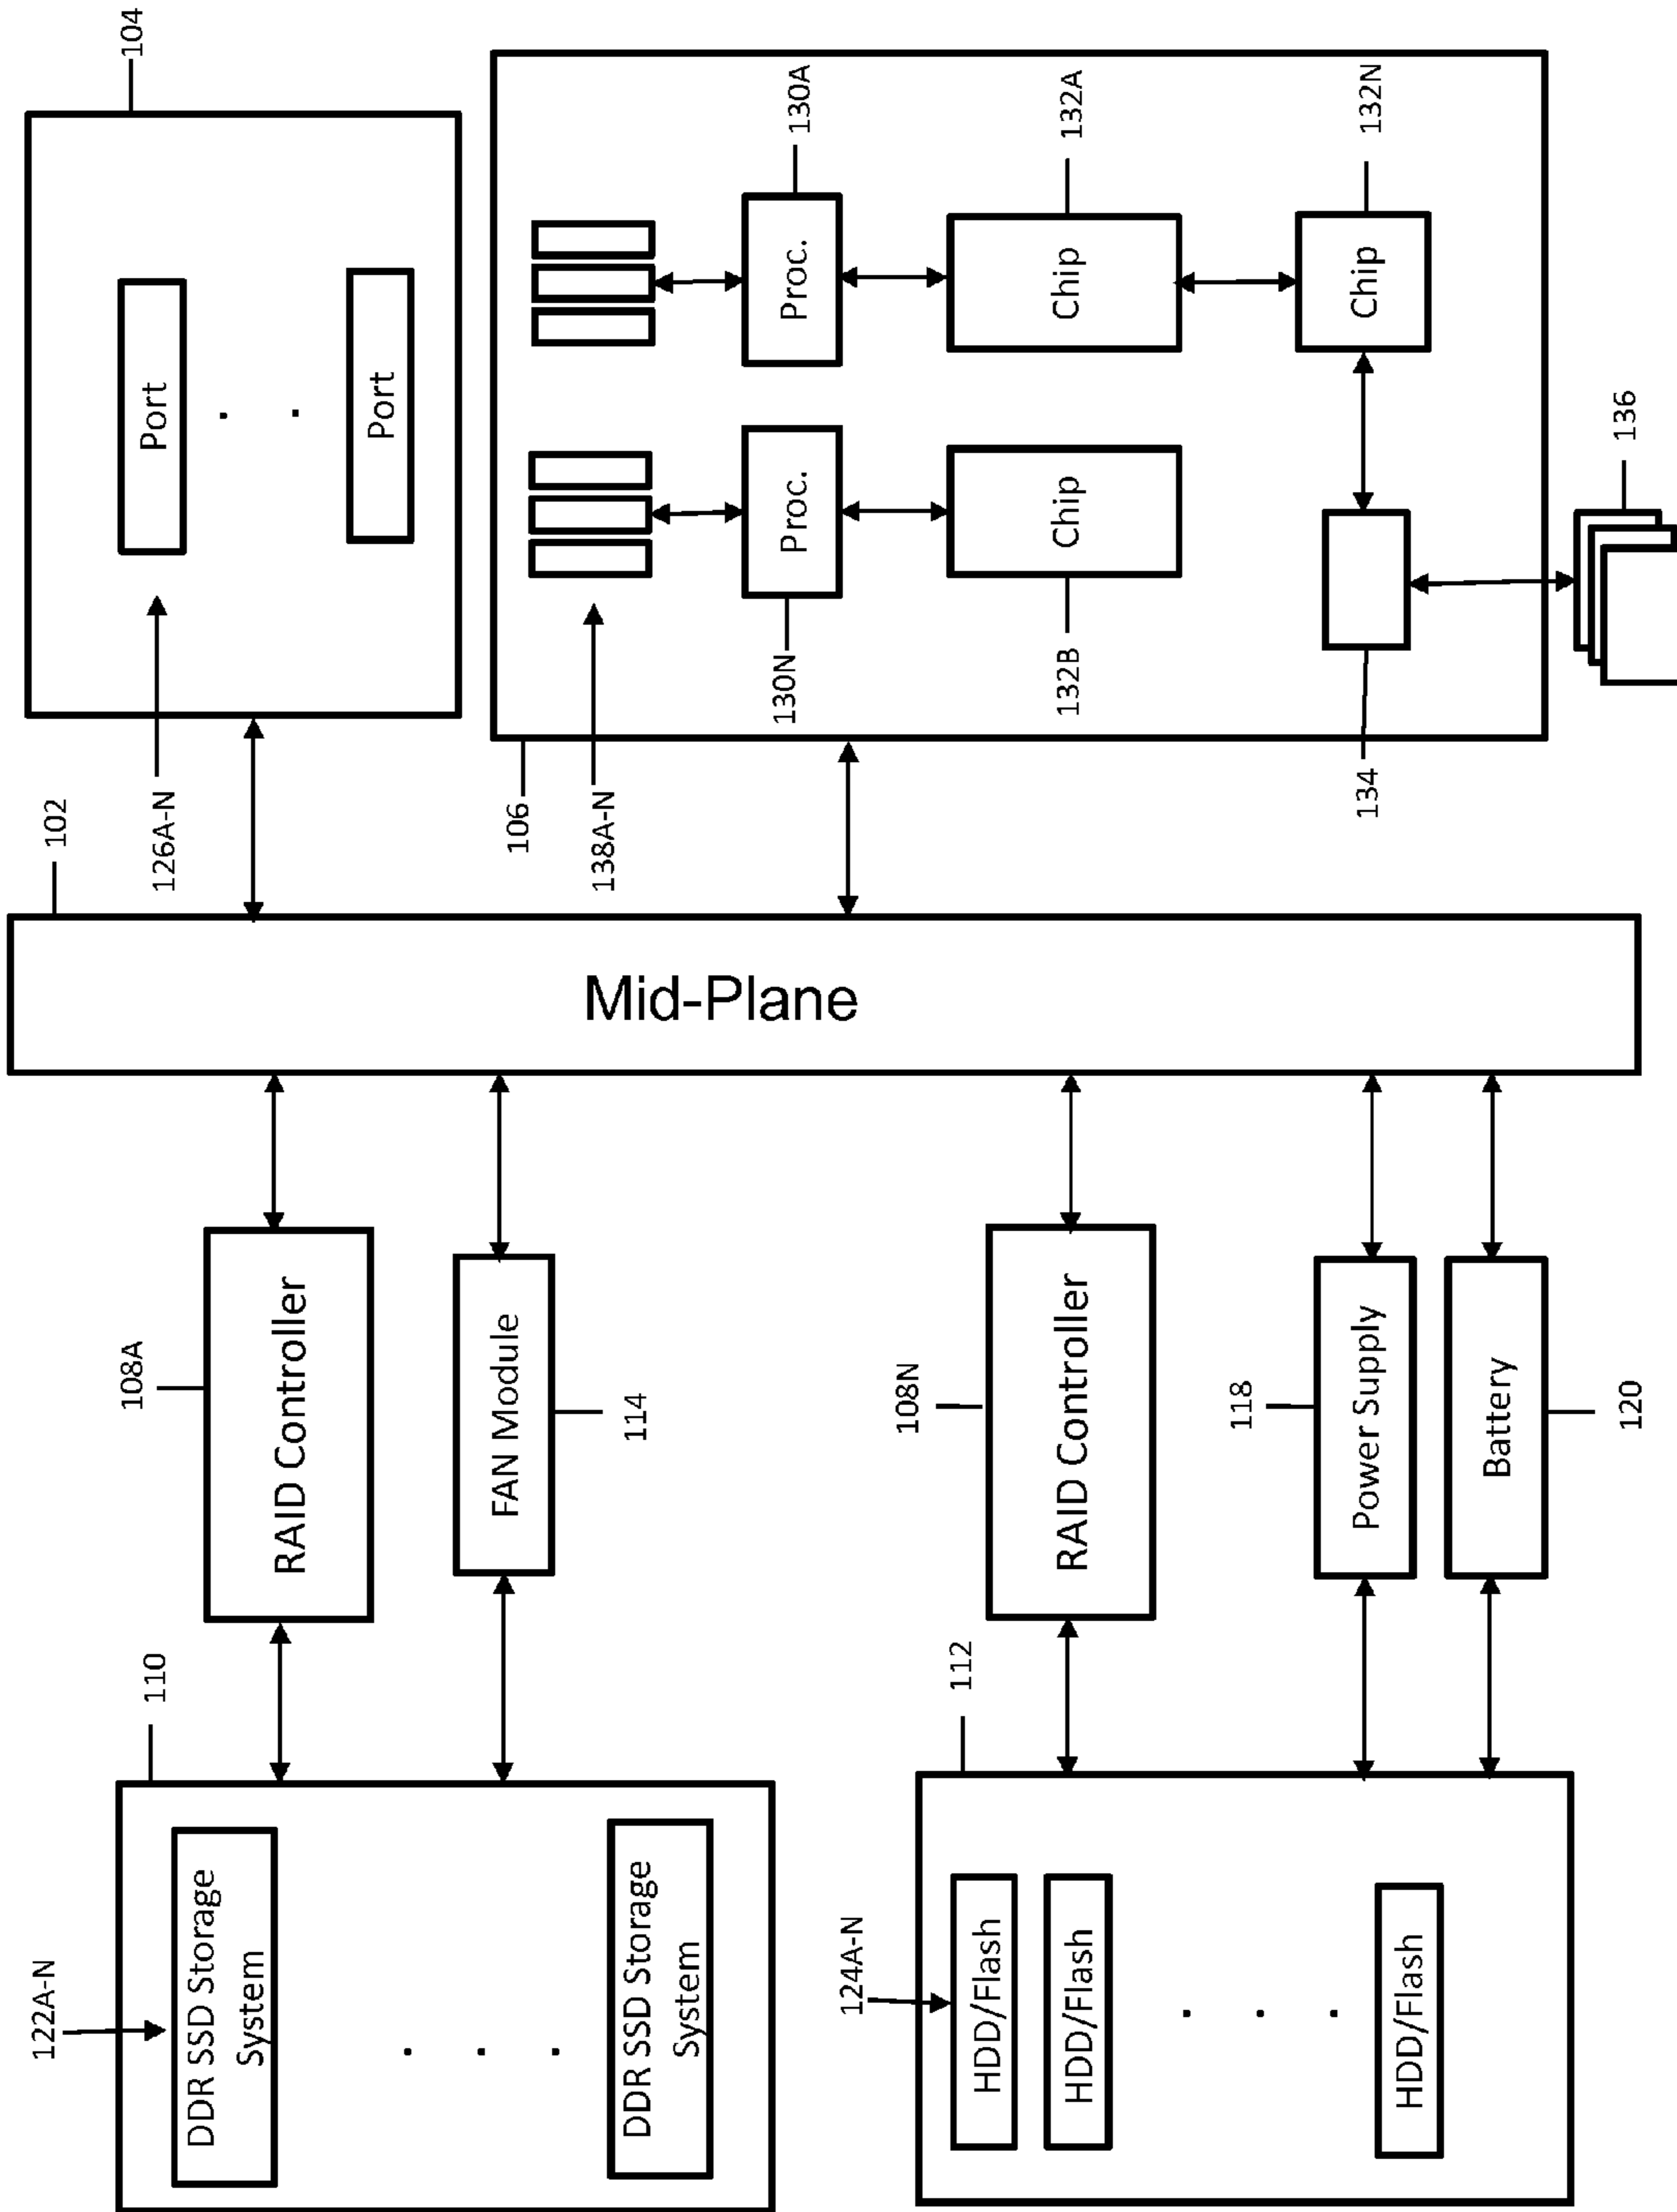 104
Port
.
.
Port
126A-N
102
106
138A-N
130A
Proc.
132A
Chip
132N
Chip
130N
Proc.
132B
Chip
134
136
Mid-Plane
108A
RAID Controller
114
FAN Module
108N
RAID Controller
118
Power Supply
120
Battery
110
122A-N
DDR SSD Storage
System
.
.
.
DDR SSD Storage
System
112
124A-N
HDD/Flash
HDD/Flash
.
.
.
HDD/Flash